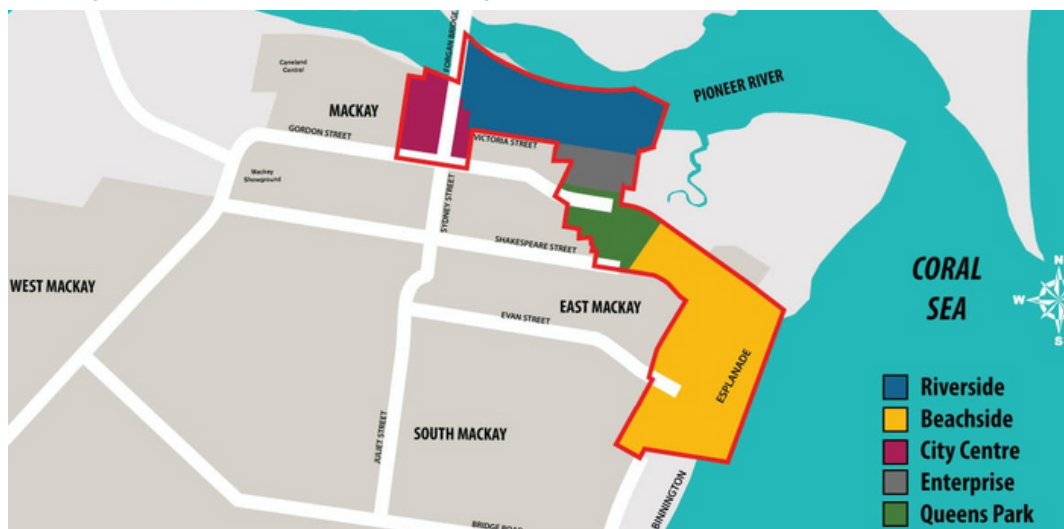 FORGAN BRIDGE
Caneland
Central
MACKAY
PIONEER RIVER
GORDON STREET
VICTORIA STREET
Mackay
Showground
SYDNEY STREET
SHAKESPEARE STREET
WEST MACKAY
CORAL
SEA
N
W
S
EAST MACKAY
EVAN STREET
ESPLANADE
JULIET STREET
SOUTH MACKAY
Riverside
Beachside
City Centre
Enterprise
Queens Park
BINNINGTON